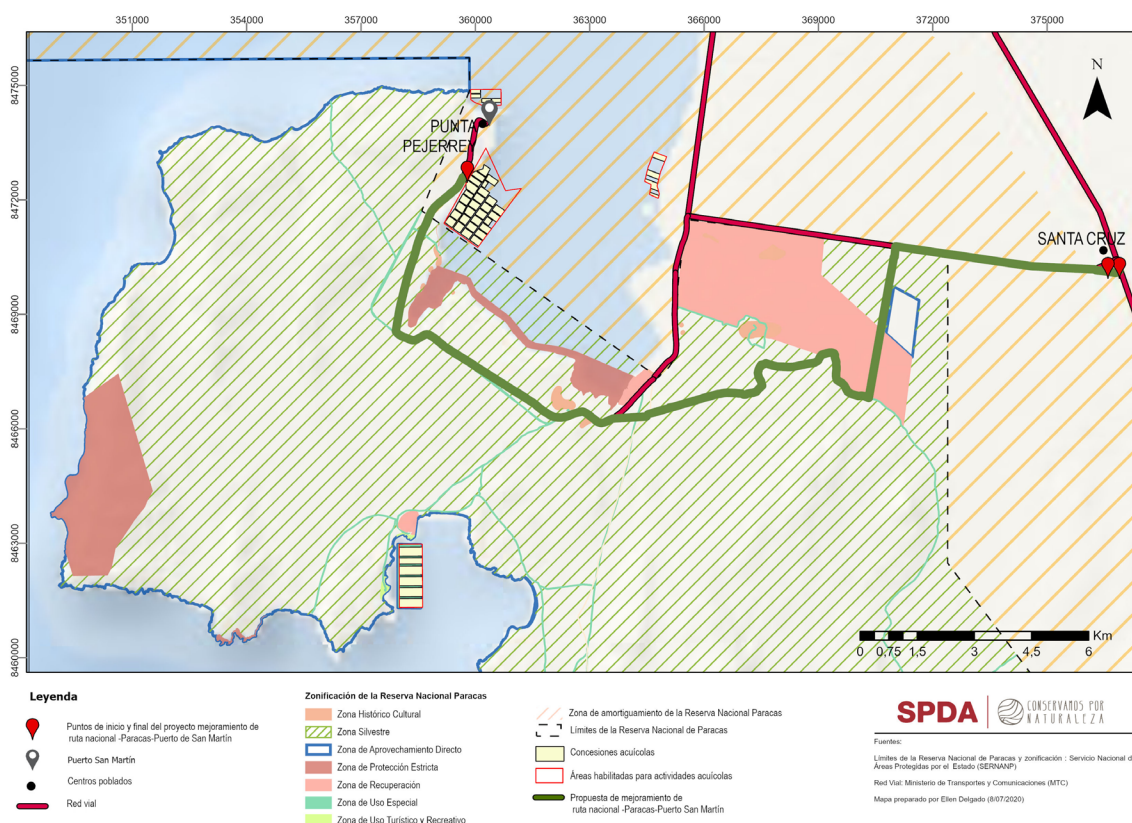 351000 354000 357000 360000 363000 366000 369000 372000 375000
8475000
8472000
8469000
8466000
8463000
8460000
N
PUNTA
PEJERREY
SANTA CRUZ
Km
0 0,75 1,5 3 4,5 6
Leyenda
Puntos de inicio y final del proyecto mejoramiento de
ruta nacional -Paracas-Puerto de San Martín
Puerto San Martín
Centros poblados
Red vial
Zonificación de la Reserva Nacional Paracas
Zona Histórico Cultural
Zona Silvestre
Zona de Aprovechamiento Directo
Zona de Protección Estricta
Zona de Recuperación
Zona de Uso Especial
Zona de Uso Turístico y Recreativo
Zona de amortiguamiento de la Reserva Nacional Paracas
Límites de la Reserva Nacional de Paracas
Concesiones acuícolas
Áreas habilitadas para actividades acuícolas
Propuesta de mejoramiento de
ruta nacional -Paracas-Puerto San Martín
SPDA
CONSERVAMOS POR
NATURALEZA
Fuentes:
Límites de la Reserva Nacional de Paracas y zonificación : Servicio Nacional d
Áreas Protegidas por el Estado (SERNANP)
Red Vial: Ministerio de Transportes y Comunicaciones (MTC)
Mapa preparado por Ellen Delgado (8/07/2020)